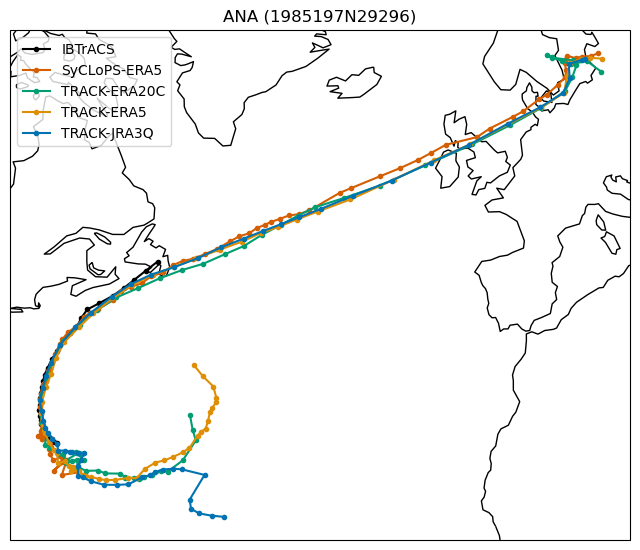 ANA (1985197N29296)
IBTrACS
SyCLoPS-ERA5
TRACK-ERA20C
TRACK-ERA5
TRACK-JRA3Q